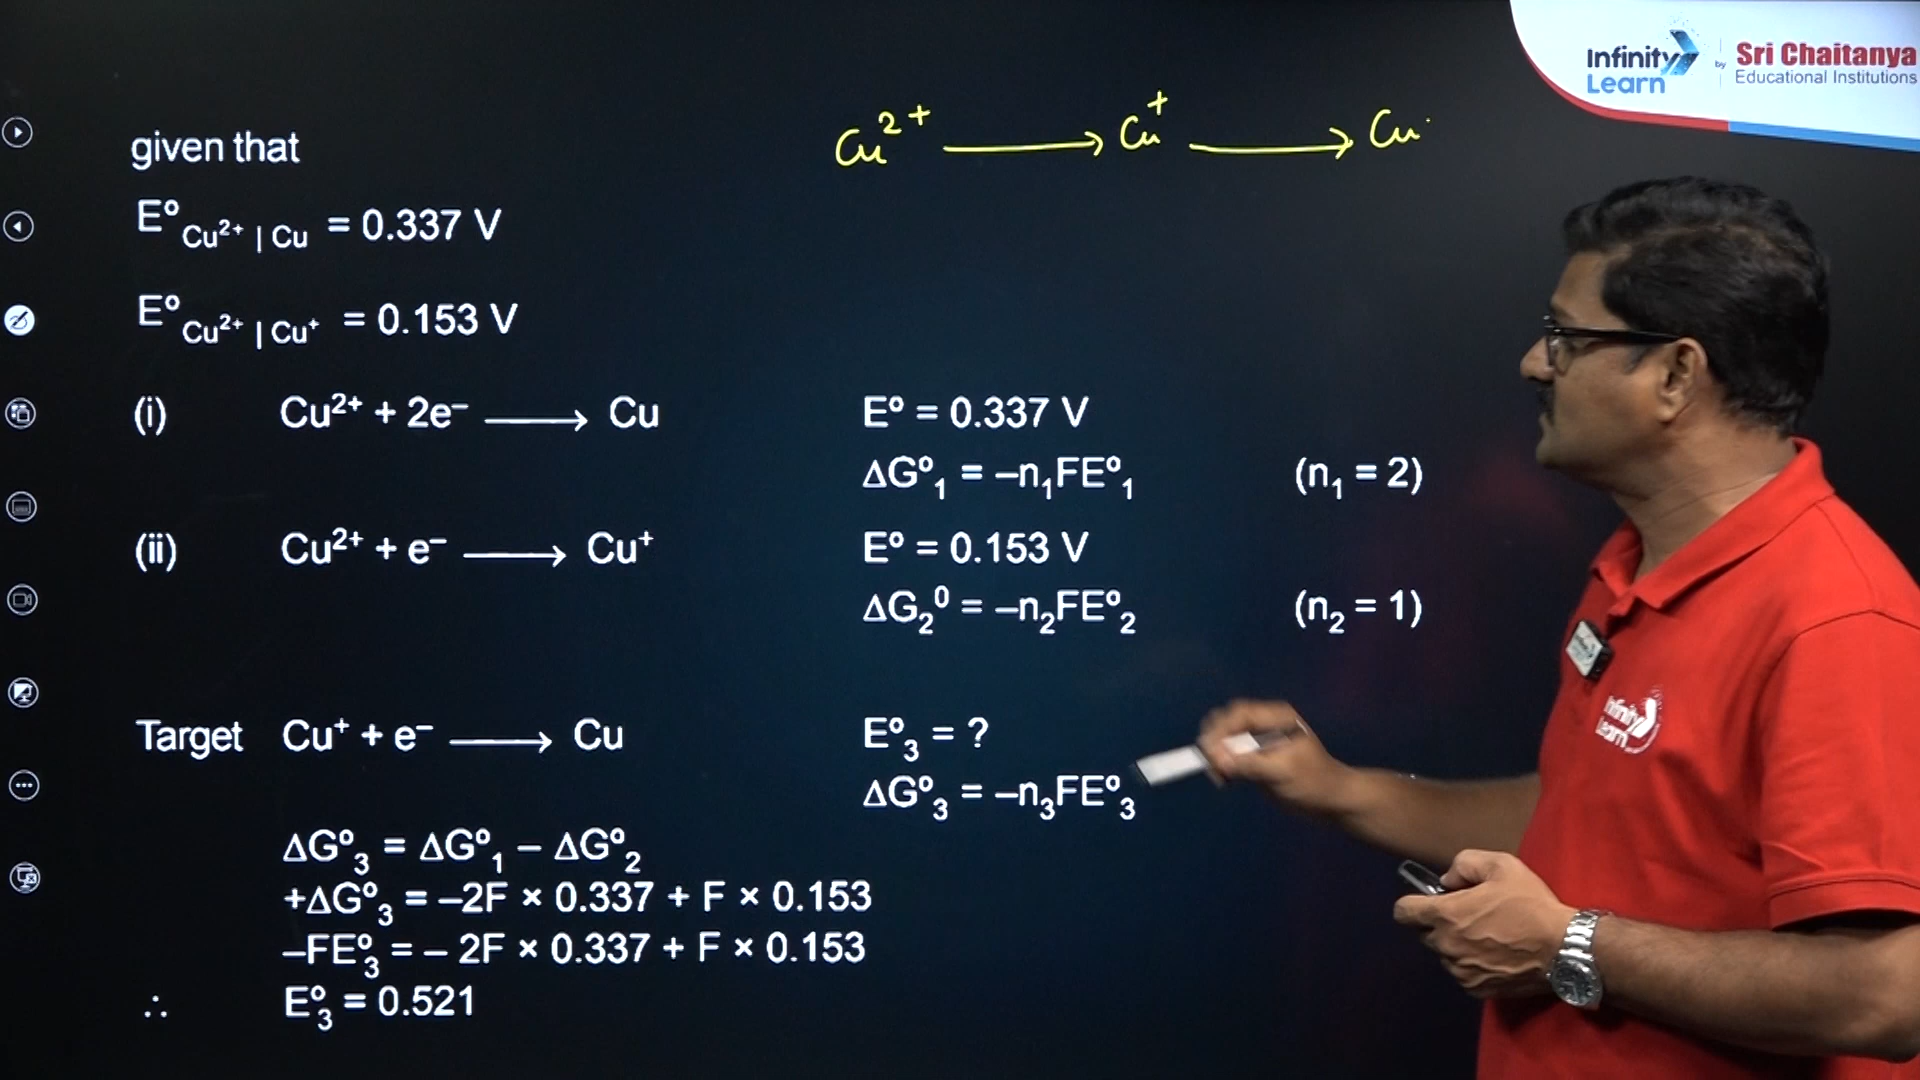 Infinity Learn by Sri Chaitanya Educational Institutions
Cu²⁺ ⟶ Cu⁺ ⟶ Cu
given that
E°Cu²⁺ | Cu = 0.337 V
E°Cu²⁺ | Cu⁺ = 0.153 V
(i) Cu²⁺ + 2e⁻ ⟶ Cu E° = 0.337 V
ΔG°₁ = –n₁FE°₁ (n₁ = 2)
(ii) Cu²⁺ + e⁻ ⟶ Cu⁺ E° = 0.153 V
ΔG₂⁰ = –n₂FE°₂ (n₂ = 1)
Target Cu⁺ + e⁻ ⟶ Cu E°₃ = ?
ΔG°₃ = –n₃FE°₃
ΔG°₃ = ΔG°₁ – ΔG°₂
+ΔG°₃ = –2F × 0.337 + F × 0.153
–FE°₃ = – 2F × 0.337 + F × 0.153
∴ E°₃ = 0.521
Infinity Learn